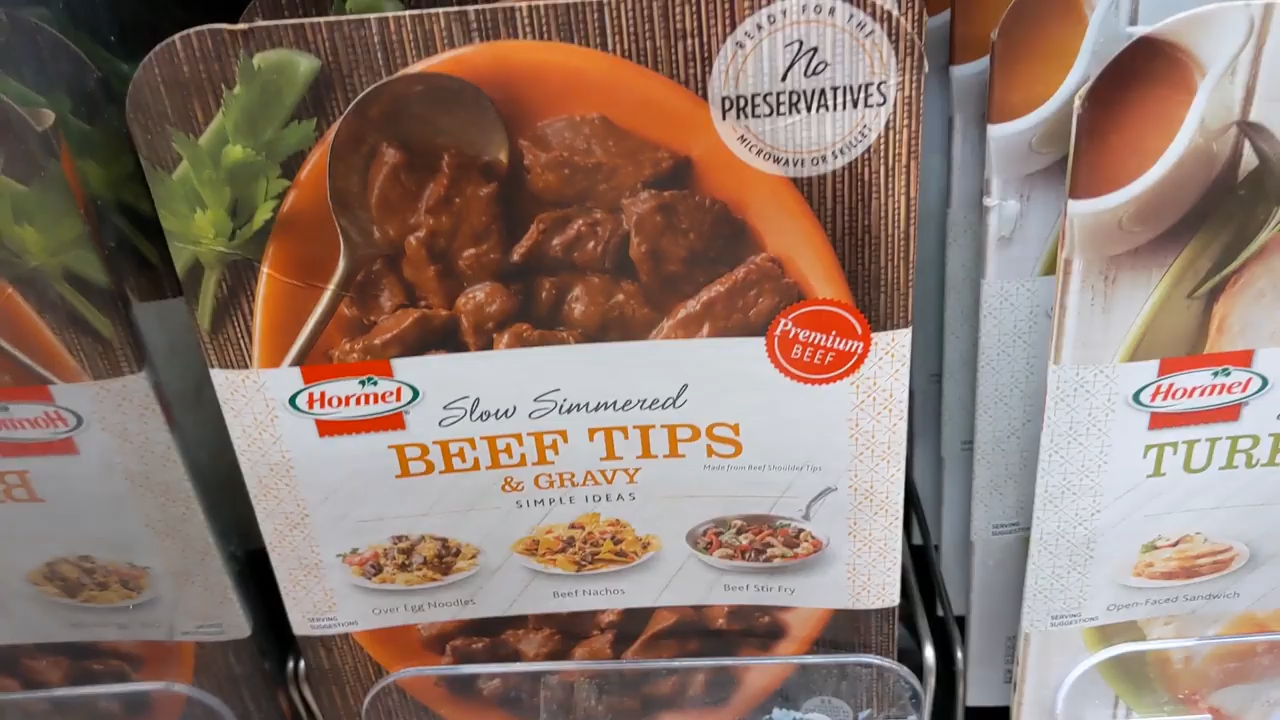 READY FOR THE
No
PRESERVATIVES
MICROWAVE OR SKILLET
Premium
BEEF
Hormel
Slow Simmered
BEEF TIPS
Made from Beef Shoulder Tips
& GRAVY
SIMPLE IDEAS
Over Egg Noodles
Beef Nachos
Beef Stir Fry
SERVING
SUGGESTIONS
Hormel
BE
Hormel
TUR
Open-Faced Sandwich
SERVING
SUGGESTIONS
SERVING